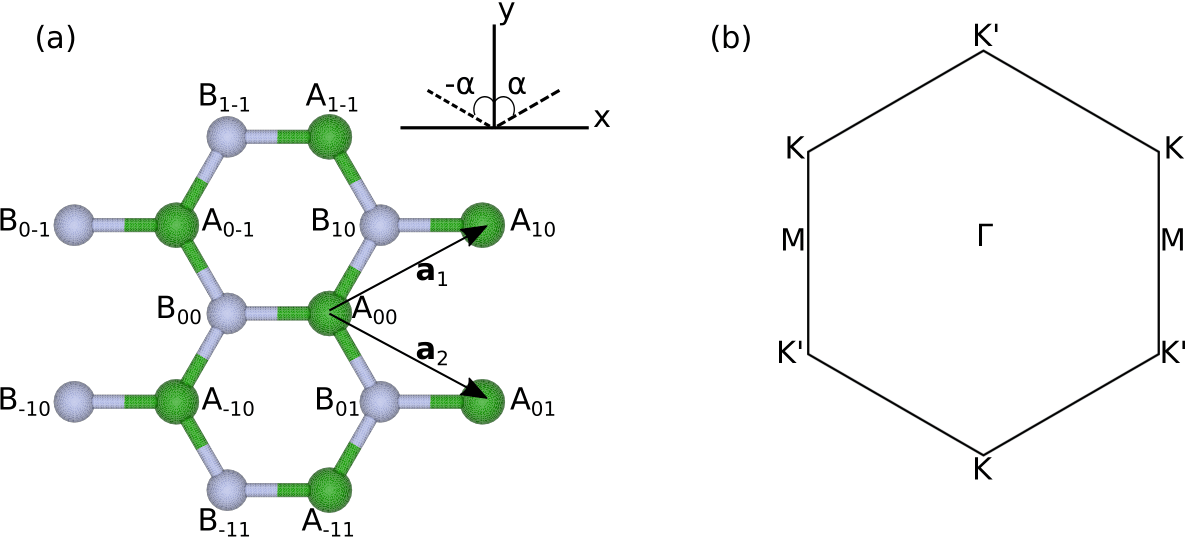 (a)
y
(b)
-α α
x
K'
B1-1 A1-1
K K
B0-1 A0-1 B10 A10
a1
M Γ M
B00 A00
a2
K' K'
B-10 A-10 B01 A01
K
B-11 A-11